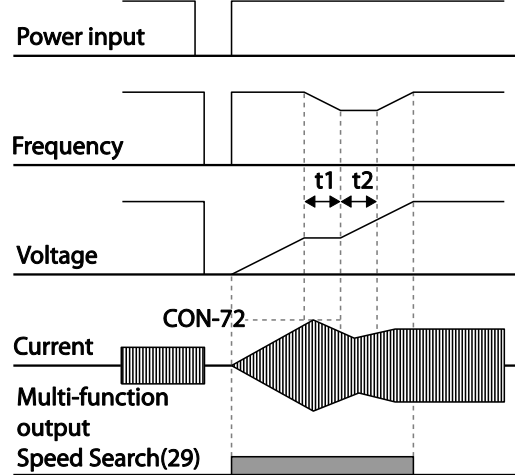 Power input
Frequency
t1 t2
Voltage
CON-72
Current
Multi-function
output
Speed Search(29)